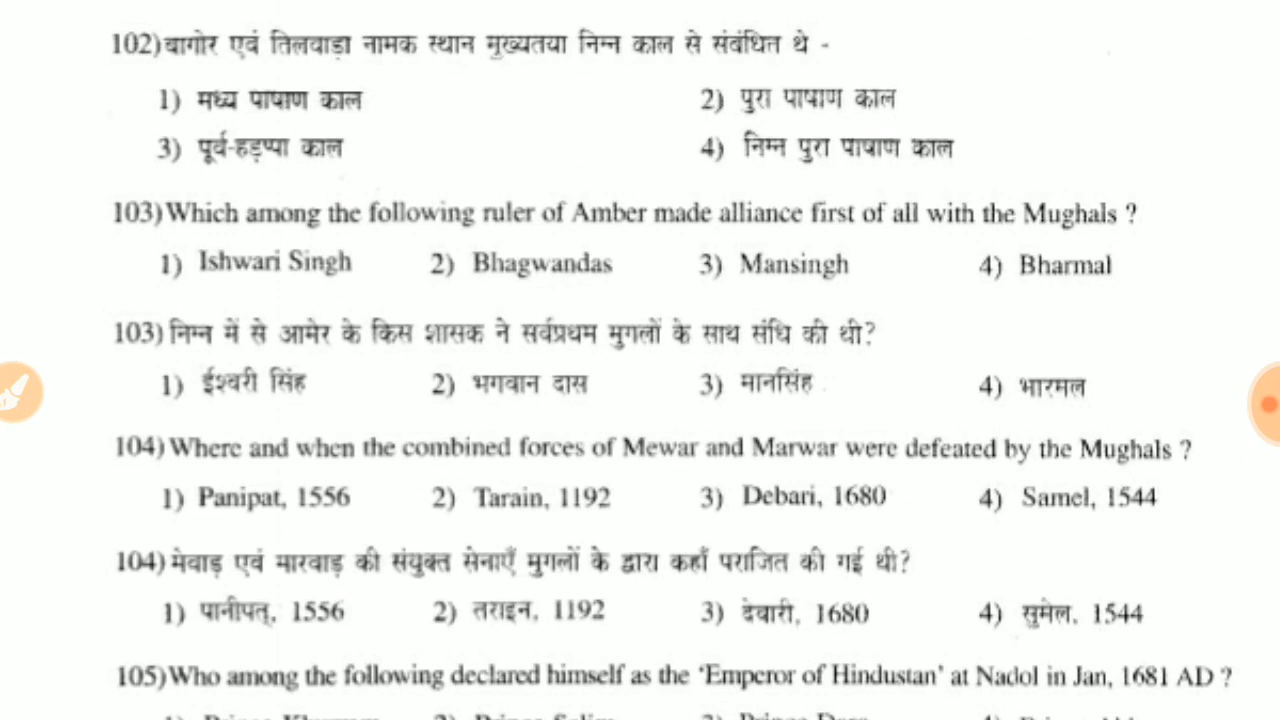 102) बागोर एवं तिलवाड़ा नामक स्थान मुख्यतया निम्न काल से संबंधित थे -
1) मध्य पाषाण काल 2) पुरा पाषाण काल
3) पूर्व-हड़प्पा काल 4) निम्न पुरा पाषाण काल
103) Which among the following ruler of Amber made alliance first of all with the Mughals ?
1) Ishwari Singh 2) Bhagwandas 3) Mansingh 4) Bharmal
103) निम्न में से आमेर के किस शासक ने सर्वप्रथम मुगलों के साथ संधि की थी?
1) ईश्वरी सिंह 2) भगवान दास 3) मानसिंह 4) भारमल
104) Where and when the combined forces of Mewar and Marwar were defeated by the Mughals ?
1) Panipat, 1556 2) Tarain, 1192 3) Debari, 1680 4) Samel, 1544
104) मेवाड़ एवं मारवाड़ की संयुक्त सेनाएँ मुगलों के द्वारा कहाँ पराजित की गई थी?
1) पानीपत्, 1556 2) तराइन, 1192 3) देवारी, 1680 4) सुमेल, 1544
105) Who among the following declared himself as the 'Emperor of Hindustan' at Nadol in Jan, 1681 AD ?